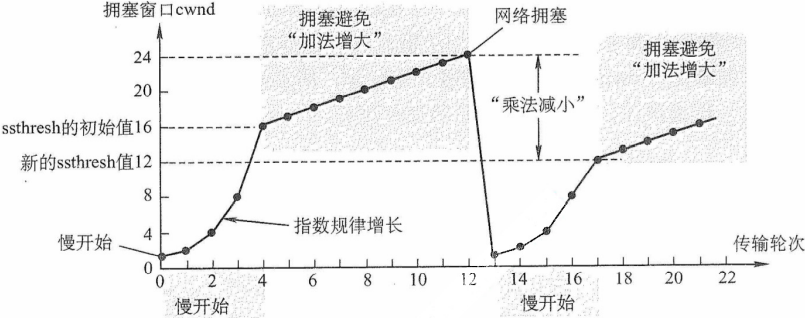 拥塞窗口cwnd
拥塞避免
“加法增大”
网络拥塞
拥塞避免
“加法增大”
24
20
“乘法减小”
ssthresh的初始值16
新的ssthresh值12
8
指数规律增长
慢开始
4
传输轮次
0
0 2 4 6 8 10 12 14 16 18 20 22
慢开始
慢开始